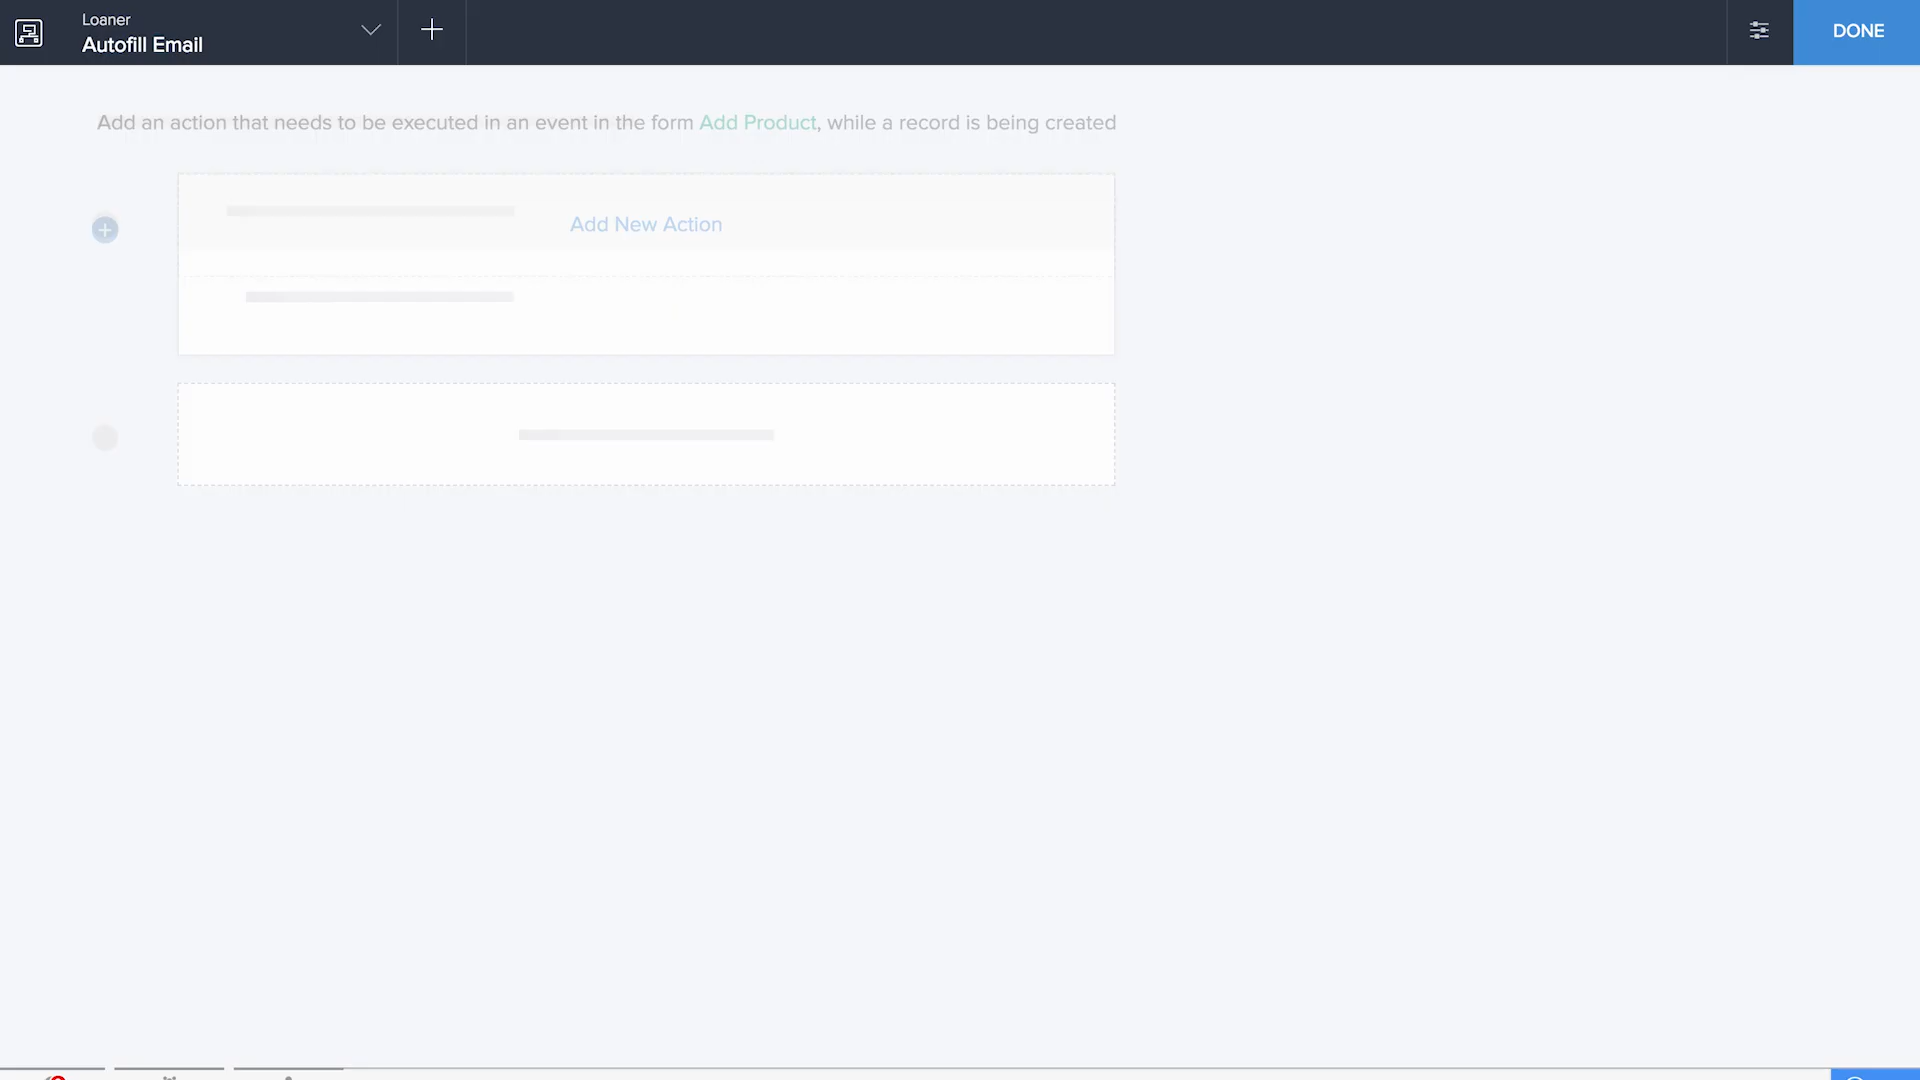 Loaner
Autofill Email
DONE
Add an action that needs to be executed in an event in the form Add Product, while a record is being created
Add New Action